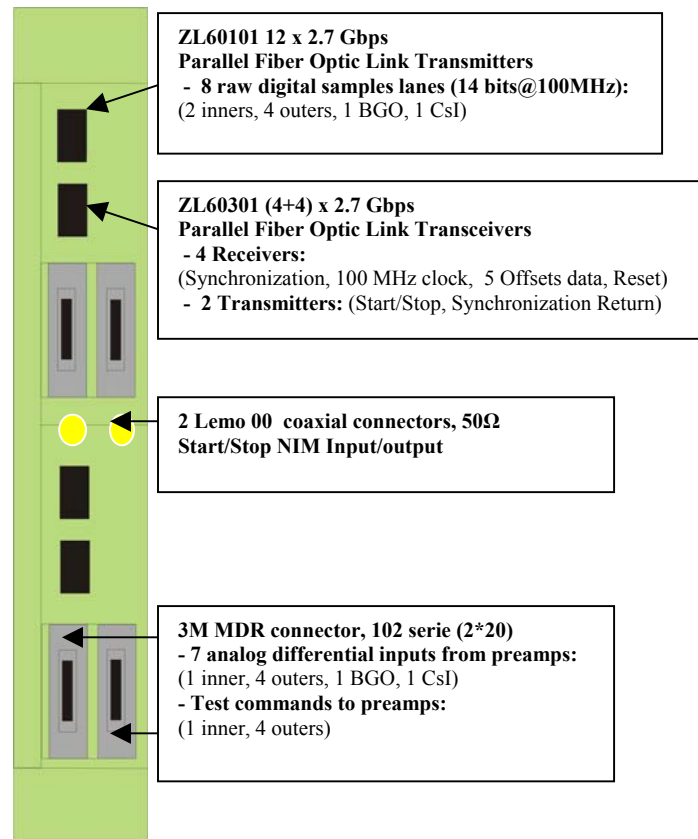 ZL60101 12 x 2.7 Gbps
Parallel Fiber Optic Link Transmitters
- 8 raw digital samples lanes (14 bits@100MHz):
(2 inners, 4 outers, 1 BGO, 1 CsI)
ZL60301 (4+4) x 2.7 Gbps
Parallel Fiber Optic Link Transceivers
- 4 Receivers:
(Synchronization, 100 MHz clock, 5 Offsets data, Reset)
- 2 Transmitters: (Start/Stop, Synchronization Return)
2 Lemo 00 coaxial connectors, 50Ω
Start/Stop NIM Input/output
3M MDR connector, 102 serie (2*20)
- 7 analog differential inputs from preamps:
(1 inner, 4 outers, 1 BGO, 1 CsI)
- Test commands to preamps:
(1 inner, 4 outers)